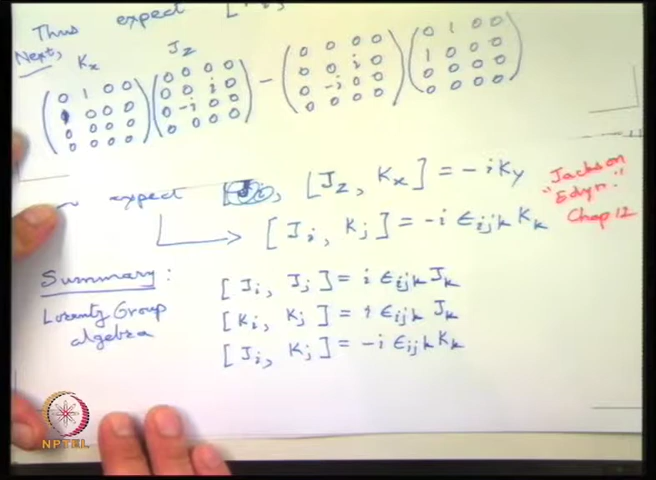 Thus expect [
Next, Kx Jz
0 1 0 0
1 0 0 0
0 0 0 0
0 0 0 0
0 0 0 0
0 0 i 0
0 -i 0 0
0 0 0 0
-
0 0 0 0
0 0 i 0
0 -i 0 0
0 0 0 0
0 1 0 0
1 0 0 0
0 0 0 0
0 0 0 0
~ expect [Jz, Kx] = -i Ky
[Ji, Kj] = -i ϵijk Kk
Jackson
"Edyn."
Chap 12
Summary:
Lorentz Group
algebra
[Ji, Jj] = i ϵijk Jk
[Ki, Kj] = i ϵijk Jk
[Ji, Kj] = -i ϵijk Kk
NPTEL